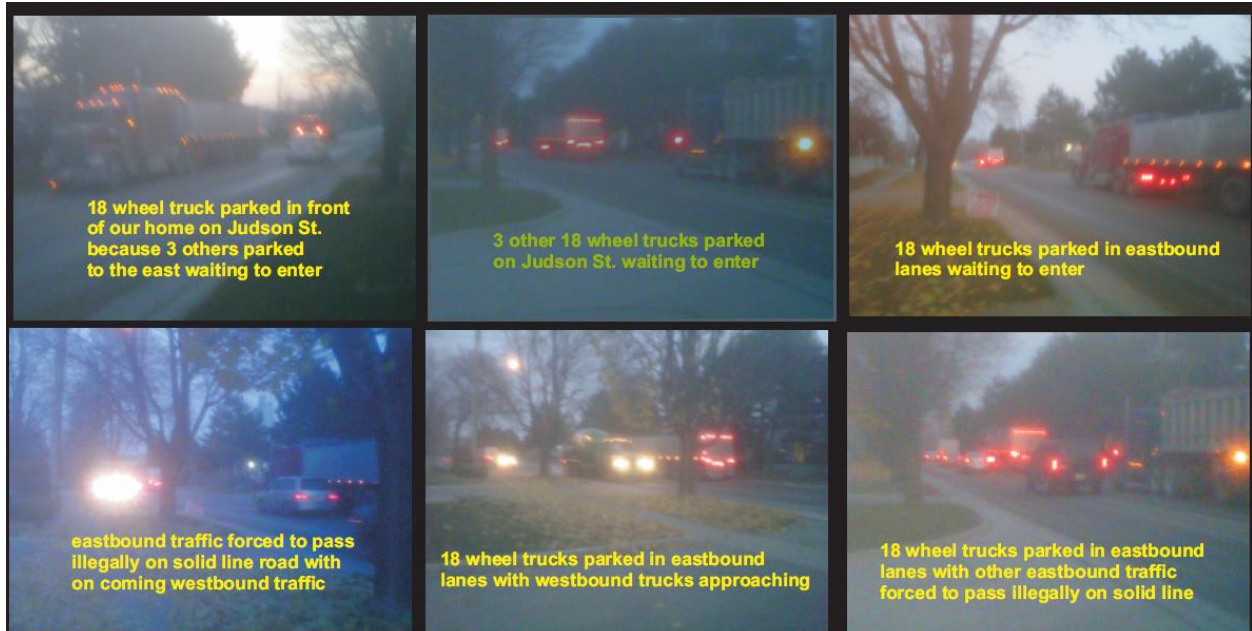 18 wheel truck parked in front
of our home on Judson St.
because 3 others parked
to the east waiting to enter
3 other 18 wheel trucks parked
on Judson St. waiting to enter
18 wheel trucks parked in eastbound
lanes waiting to enter
eastbound traffic forced to pass
illegally on solid line road with
on coming westbound traffic
18 wheel trucks parked in eastbound
lanes with westbound trucks approaching
18 wheel trucks parked in eastbound
lanes with other eastbound traffic
forced to pass illegally on solid line